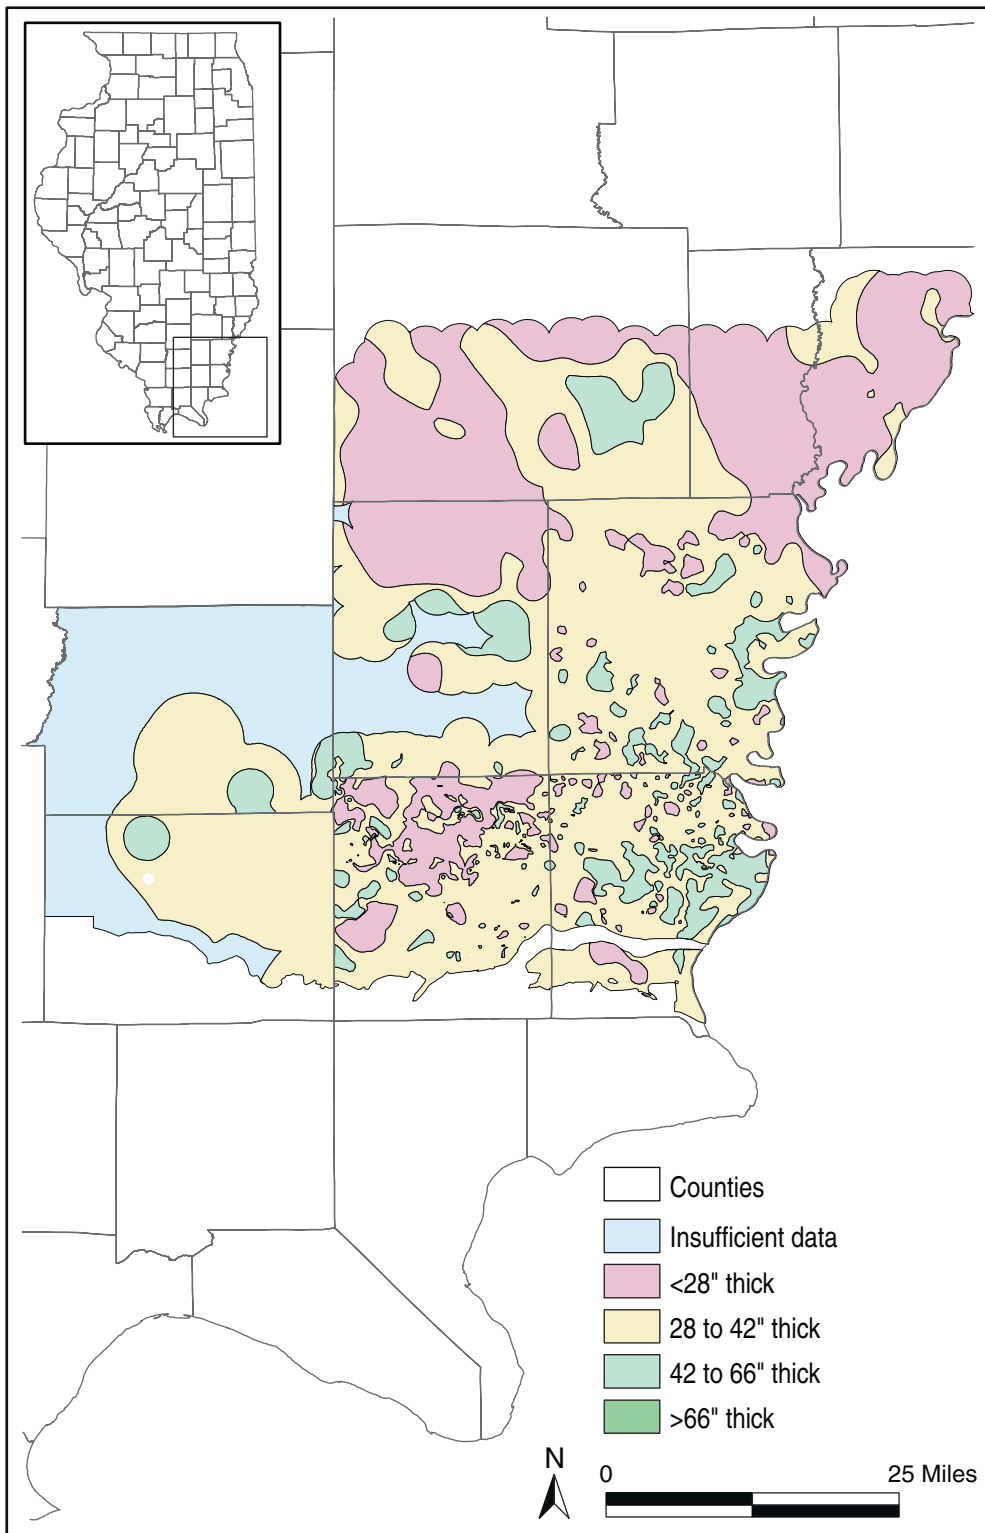 Counties
Insufficient data
<28" thick
28 to 42" thick
42 to 66" thick
>66" thick
N
0 25 Miles